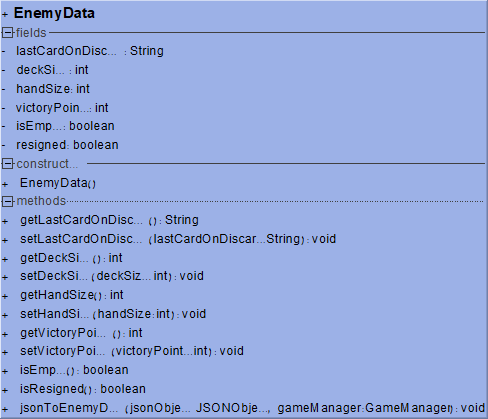 + EnemyData
fields
- lastCardOnDisc... : String
- deckSi... : int
- handSize: int
- victoryPoin...: int
- isEmp... : boolean
- resigned: boolean
construct...
+ EnemyData()
methods
+ getLastCardOnDisc... (): String
+ setLastCardOnDisc... (lastCardOnDiscar...String): void
+ getDeckSi... (): int
+ setDeckSi... (deckSiz... int): void
+ getHandSize(): int
+ setHandSi... (handSize:int): void
+ getVictoryPoi... (): int
+ setVictoryPoi... (victoryPoint...int): void
+ isEmp...(): boolean
+ isResigned(): boolean
+ jsonToEnemyD... (jsonObje... JSONObje..., gameManager:GameManager): void